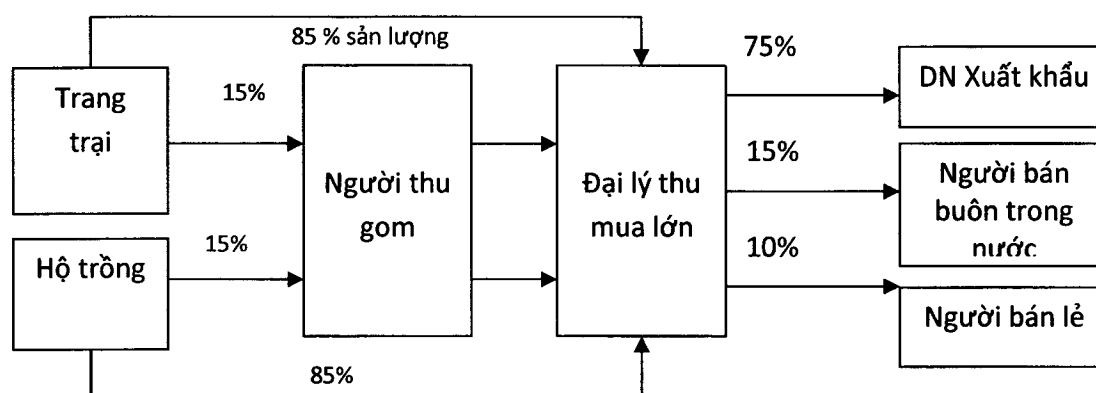 85 % sản lượng
75%
Trang
trại
15%
DN Xuất khẩu
Người thu
gom
Đại lý thu
mua lớn
15%
Người bán
buôn trong
nước
Hộ trồng
15%
10%
Người bán lẻ
85%